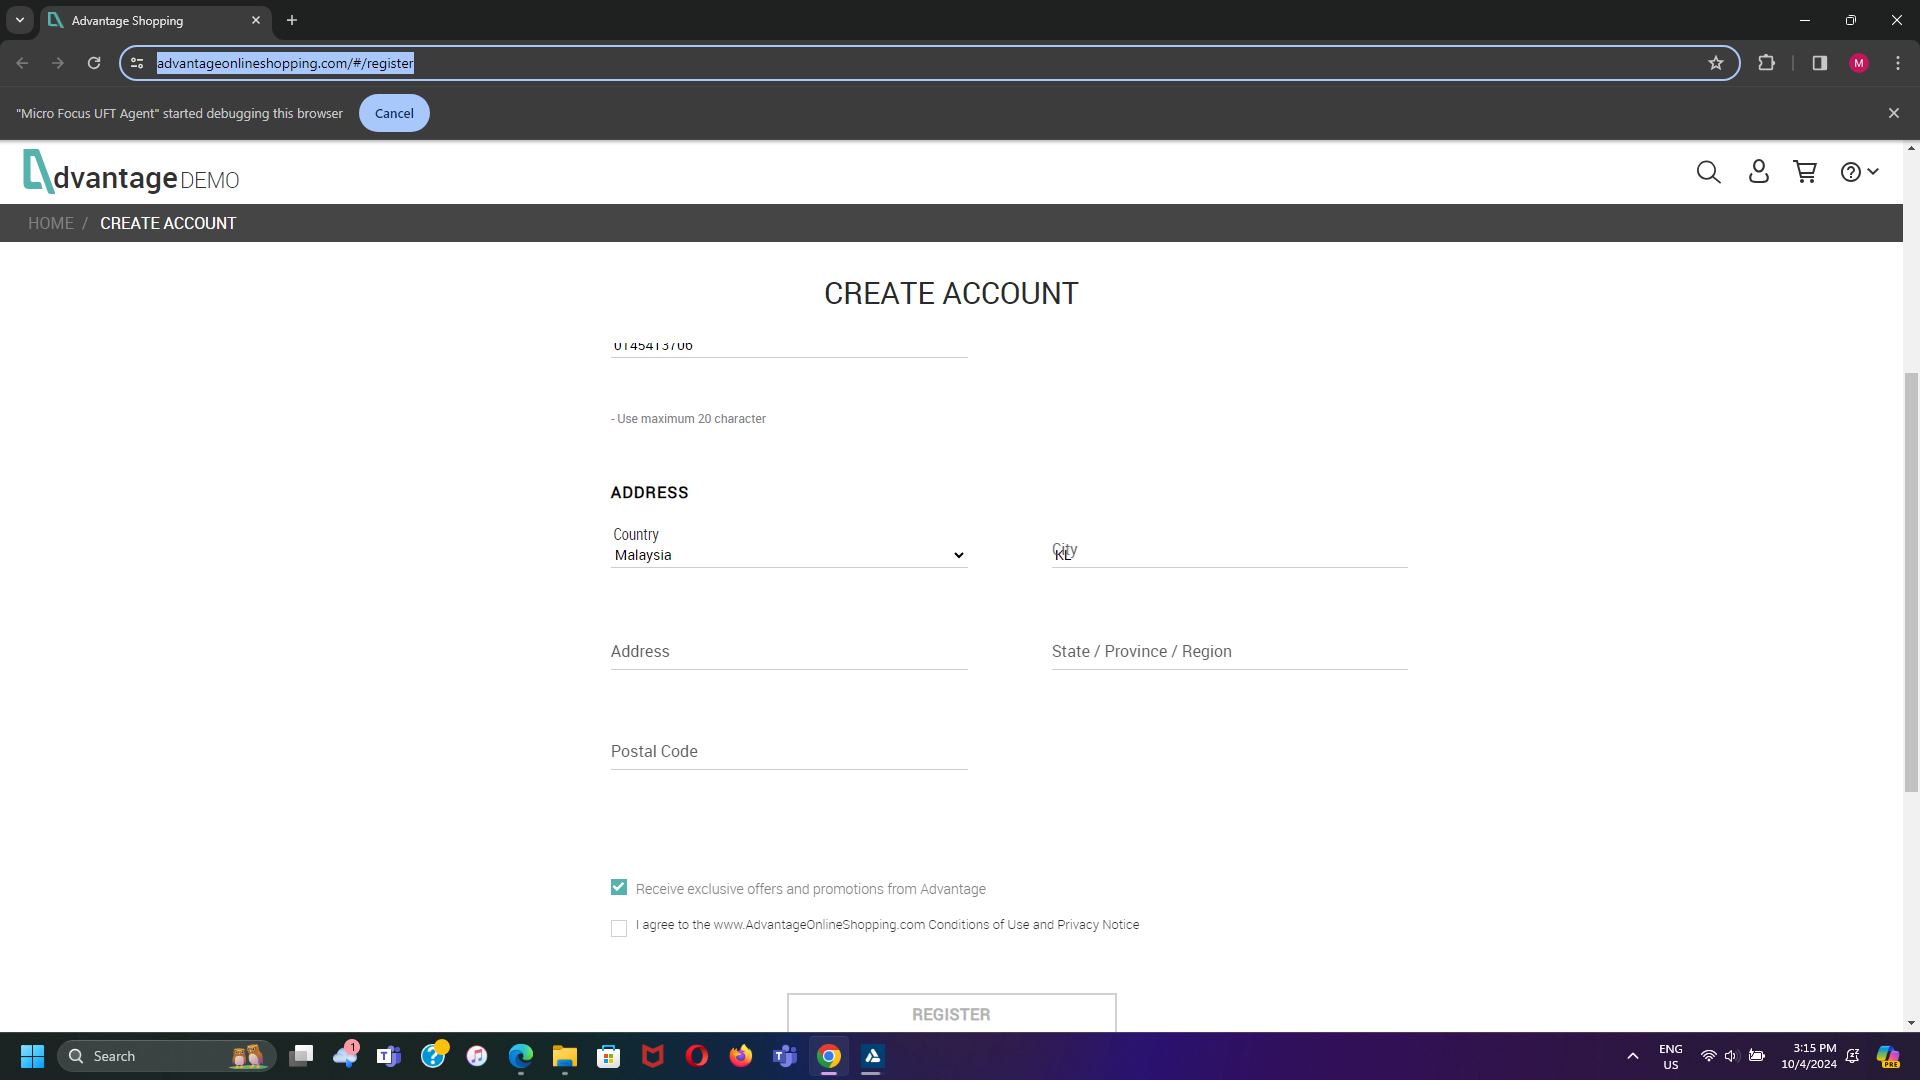 Advantage Shopping
advantageonlineshopping.com/#/register
M
"Micro Focus UFT Agent" started debugging this browser
Cancel
dvantage DEMO
HOME / CREATE ACCOUNT
CREATE ACCOUNT
0145413706
- Use maximum 20 character
ADDRESS
Country
Malaysia
City
KL
Address
State / Province / Region
Postal Code
Receive exclusive offers and promotions from Advantage
I agree to the www.AdvantageOnlineShopping.com Conditions of Use and Privacy Notice
REGISTER
Search
1
ENG
US
3:15 PM
10/4/2024
PRE